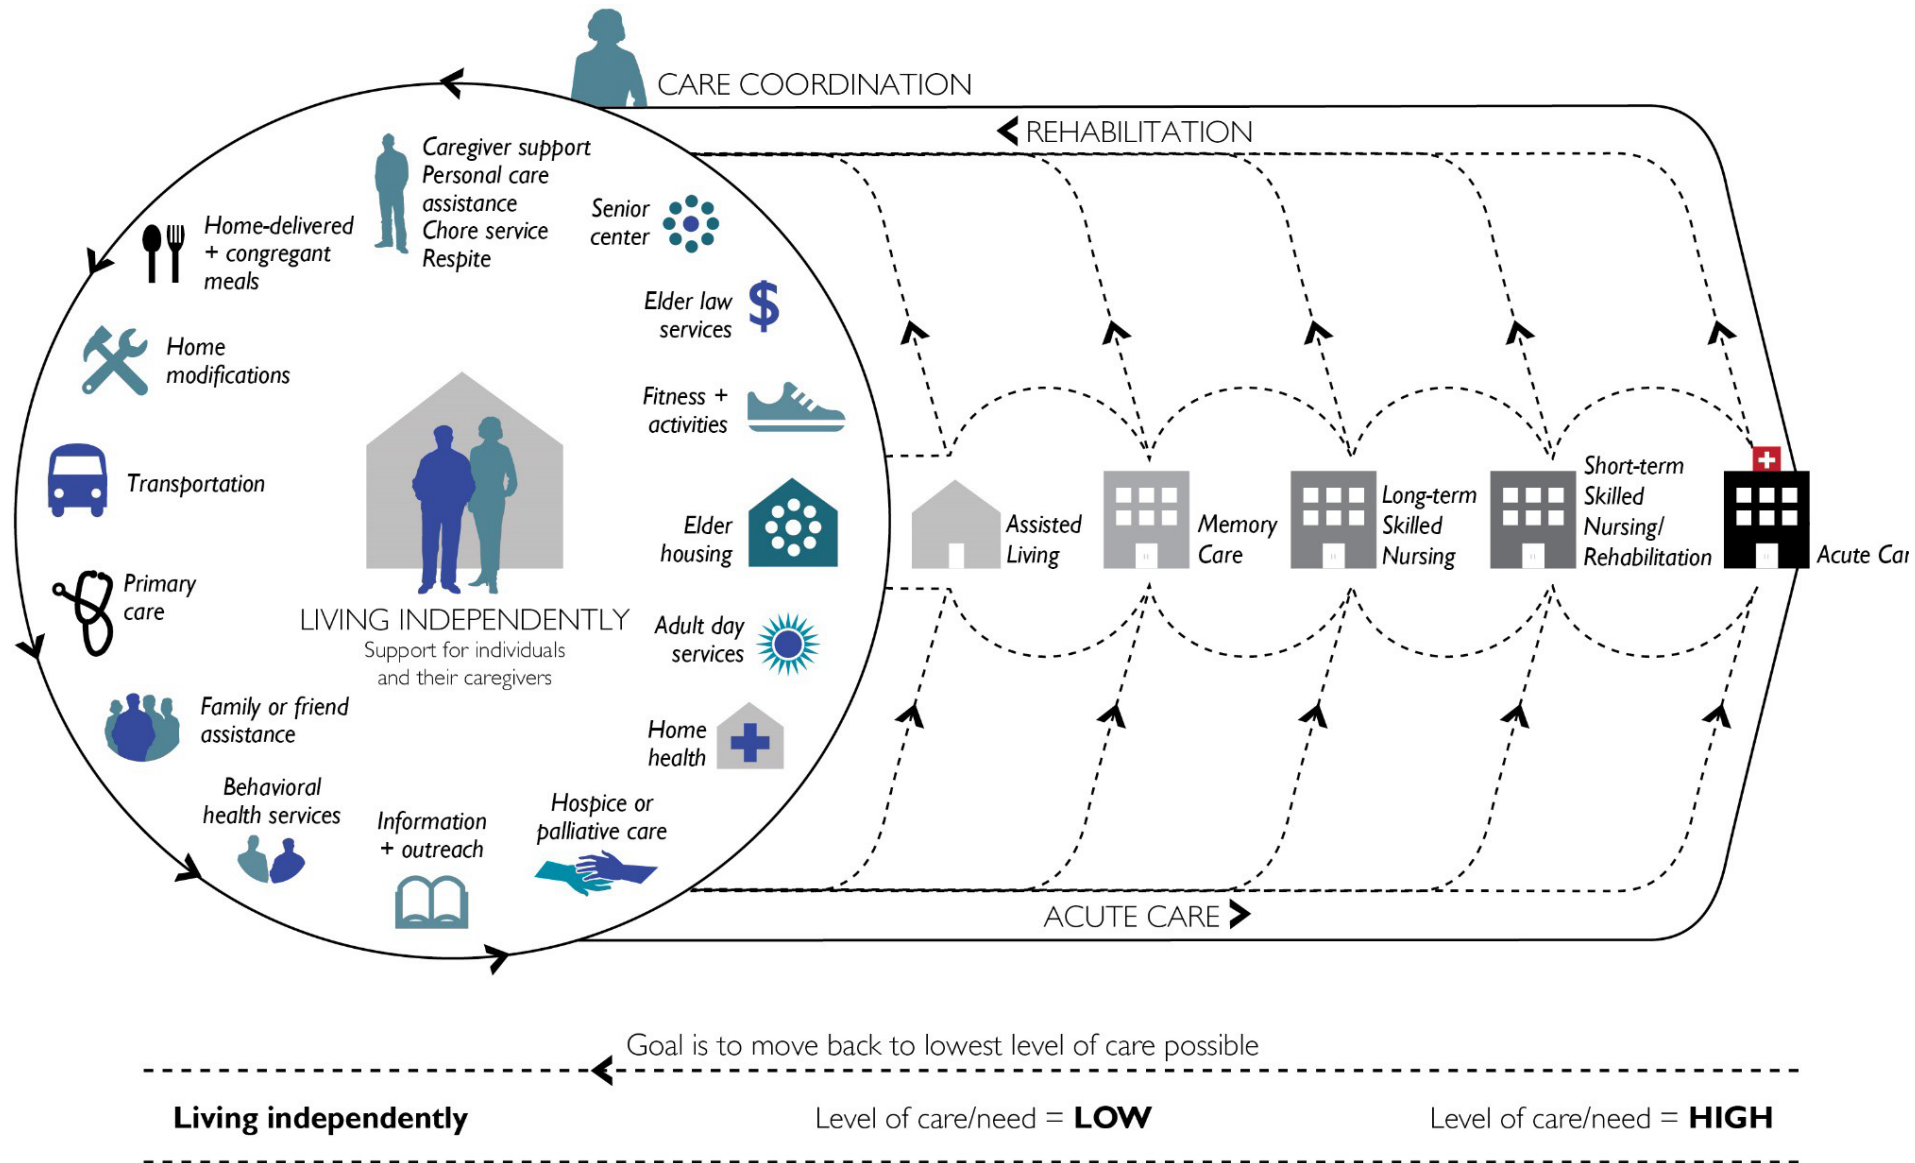 CARE COORDINATION
REHABILITATION
Caregiver support
Personal care
assistance
Chore service
Respite
Senior
center
Home-delivered
+ congregant
meals
Elder law
services
Home
modifications
Fitness +
activities
Transportation
Elder
housing
Assisted
Living
Memory
Care
Long-term
Skilled
Nursing
Short-term
Skilled
Nursing/
Rehabilitation
Acute Car
Primary
care
LIVING INDEPENDENTLY
Support for individuals
and their caregivers
Adult day
services
Family or friend
assistance
Home
health
Behavioral
health services
Information
+ outreach
Hospice or
palliative care
ACUTE CARE
Goal is to move back to lowest level of care possible
Living independently
Level of care/need = LOW
Level of care/need = HIGH